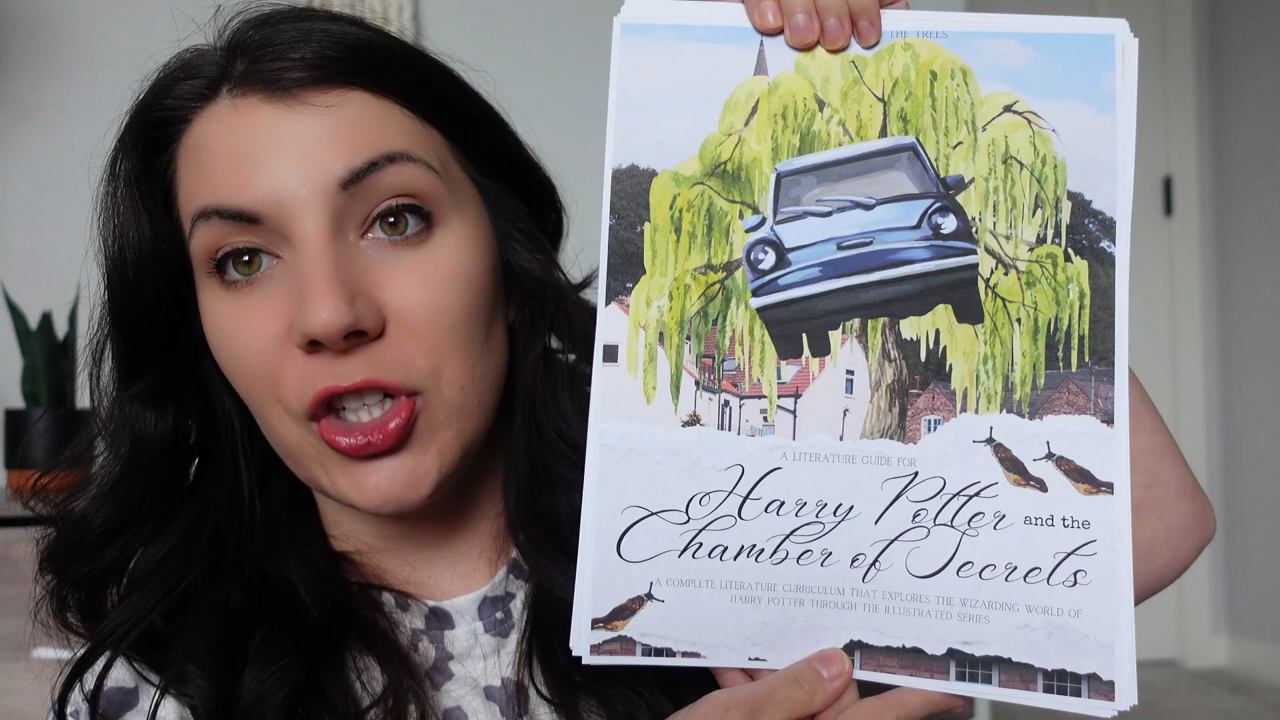 THE TREES
A LITERATURE GUIDE FOR
Harry Potter and the
Chamber of Secrets
A COMPLETE LITERATURE CURRICULUM THAT EXPLORES THE WIZARDING WORLD OF
HARRY POTTER THROUGH THE ILLUSTRATED SERIES